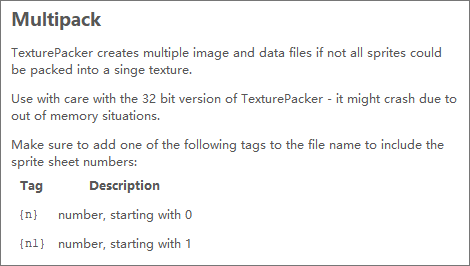 Multipack
TexturePacker creates multiple image and data files if not all sprites could
be packed into a singe texture.
Use with care with the 32 bit version of TexturePacker - it might crash due to
out of memory situations.
Make sure to add one of the following tags to the file name to include the
sprite sheet numbers:
Tag Description
{n} number, starting with 0
{n1} number, starting with 1